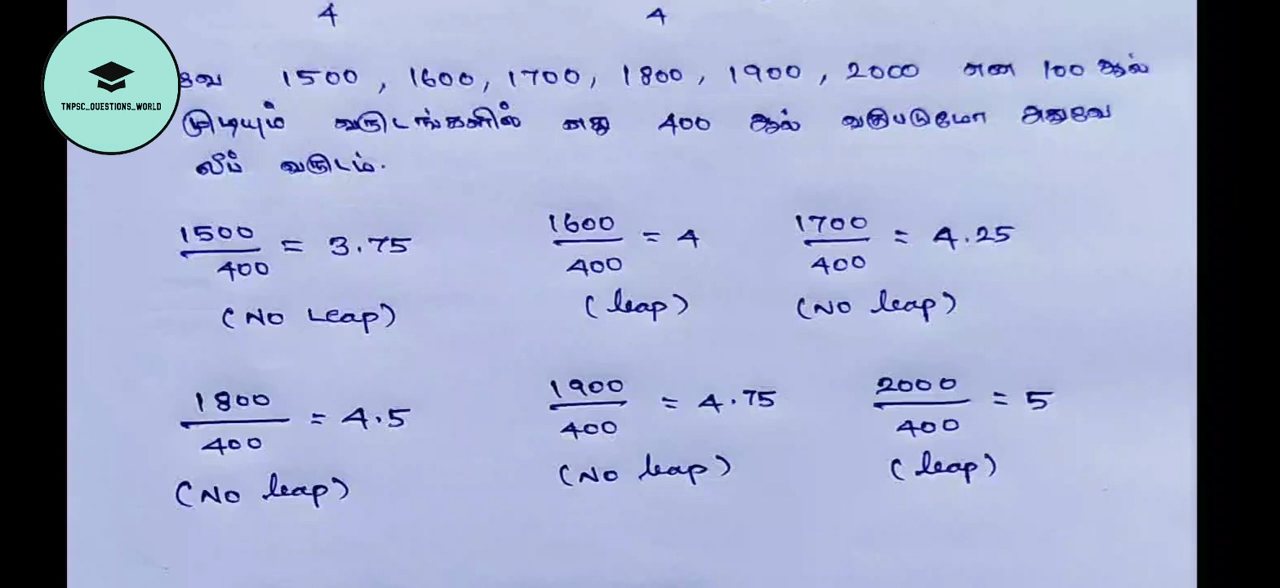 4 4
TNPSC_QUESTIONS_WORLD
வே 1500, 1600, 1700, 1800, 1900, 2000 என 100 ஆல்
முடியும் வருடங்களில் எது 400 ஆல் வகுபடுமோ அதுவே
லீப் வருடம்.
1500/400 = 3.75 1600/400 = 4 1700/400 = 4.25
(No Leap) (leap) (No leap)
1800/400 = 4.5 1900/400 = 4.75 2000/400 = 5
(No leap) (No leap) (leap)